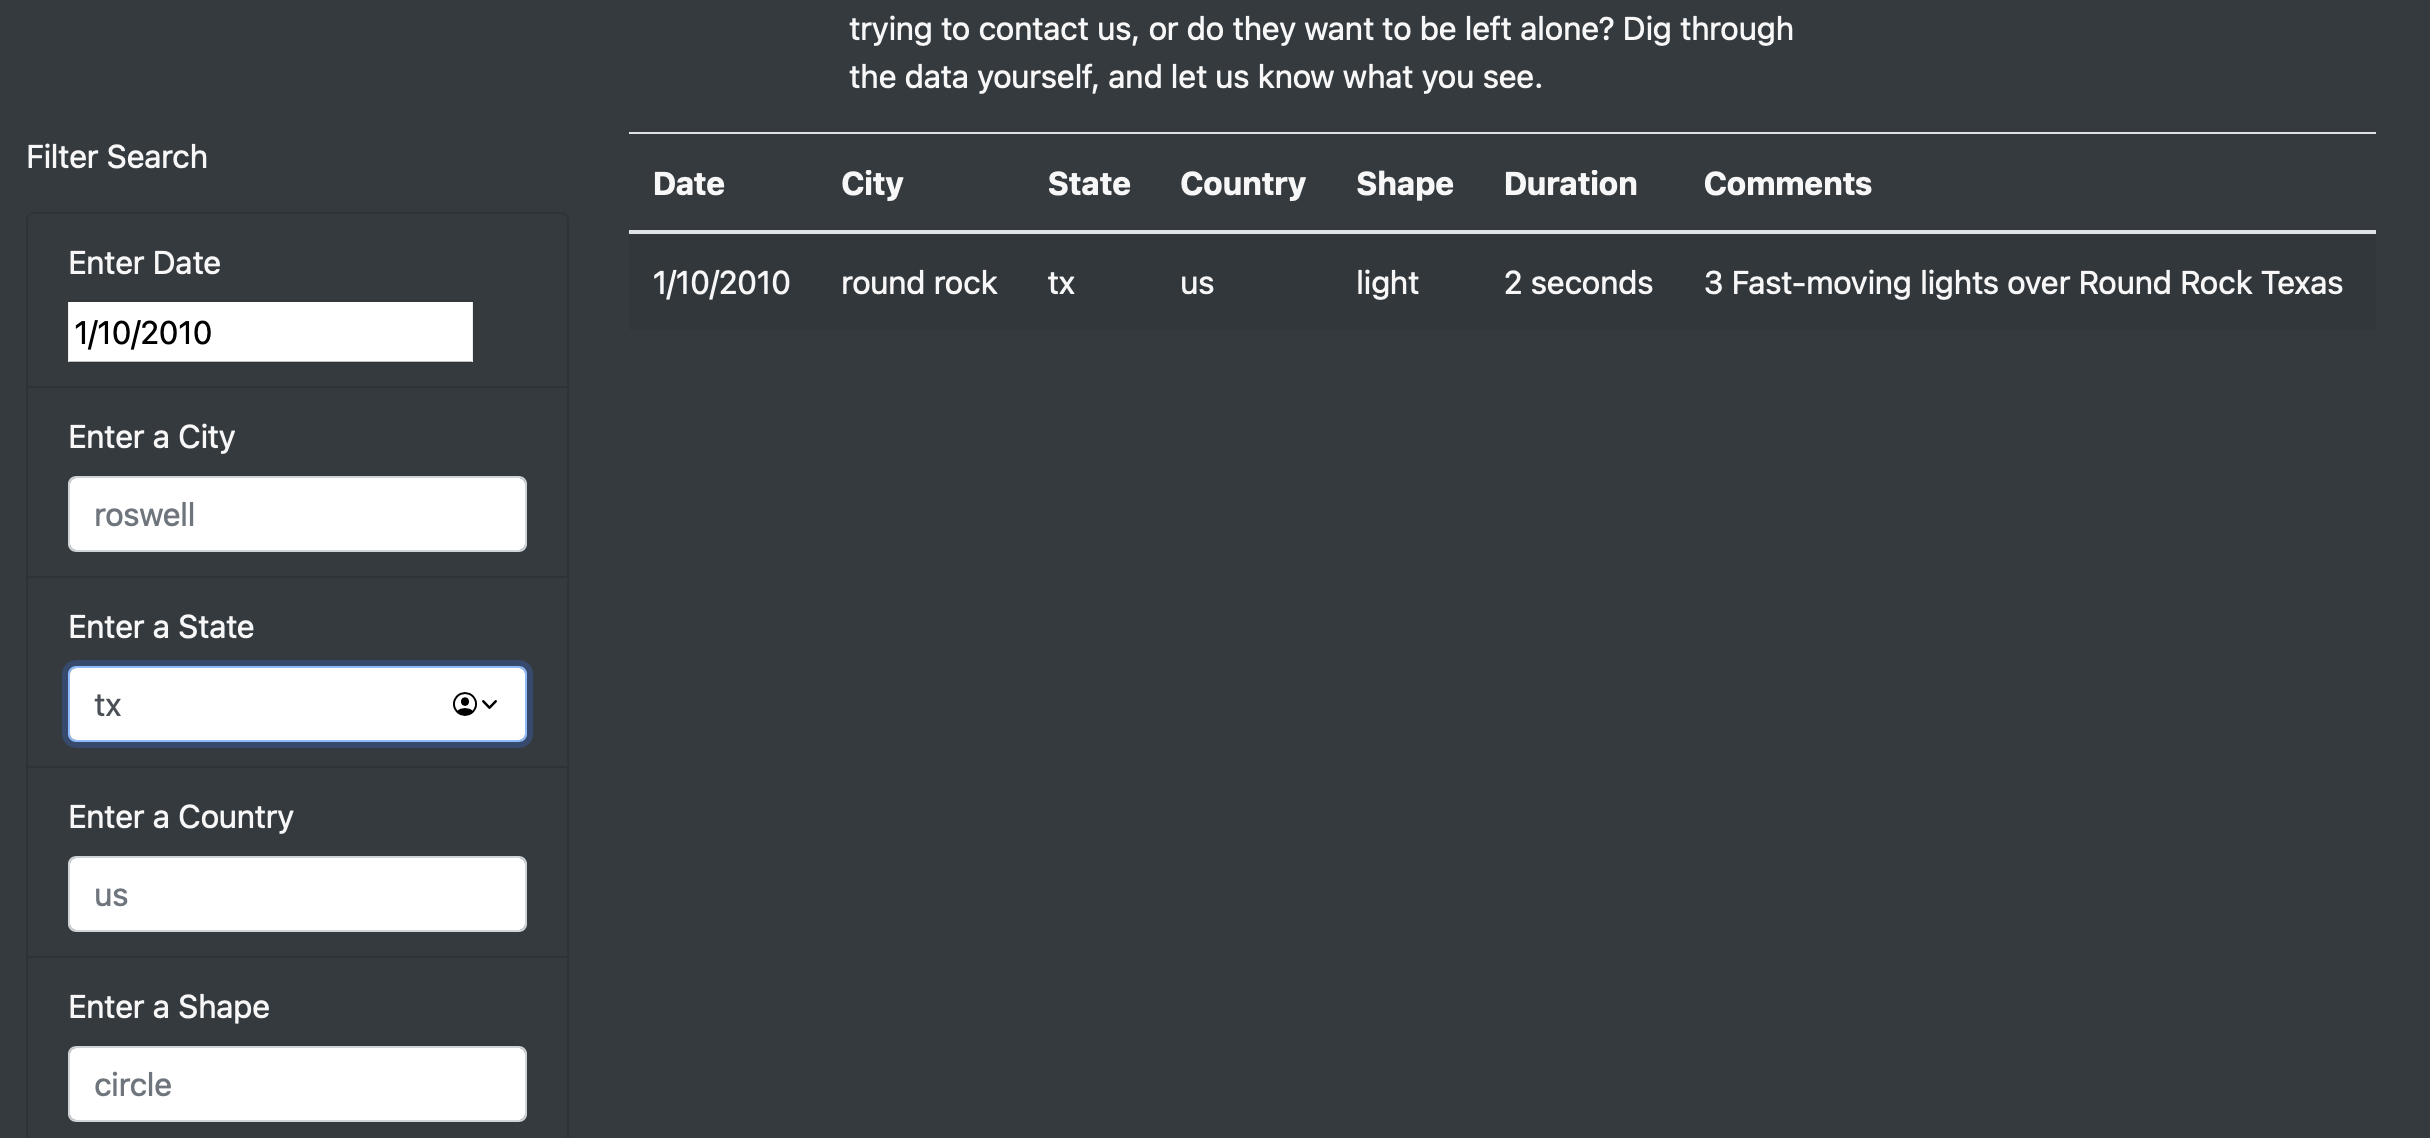 trying to contact us, or do they want to be left alone? Dig through
the data yourself, and let us know what you see.
Filter Search
Enter Date
1/10/2010
Enter a City
roswell
Enter a State
tx
Enter a Country
us
Enter a Shape
circle
Date City State Country Shape Duration Comments
1/10/2010 round rock tx us light 2 seconds 3 Fast-moving lights over Round Rock Texas